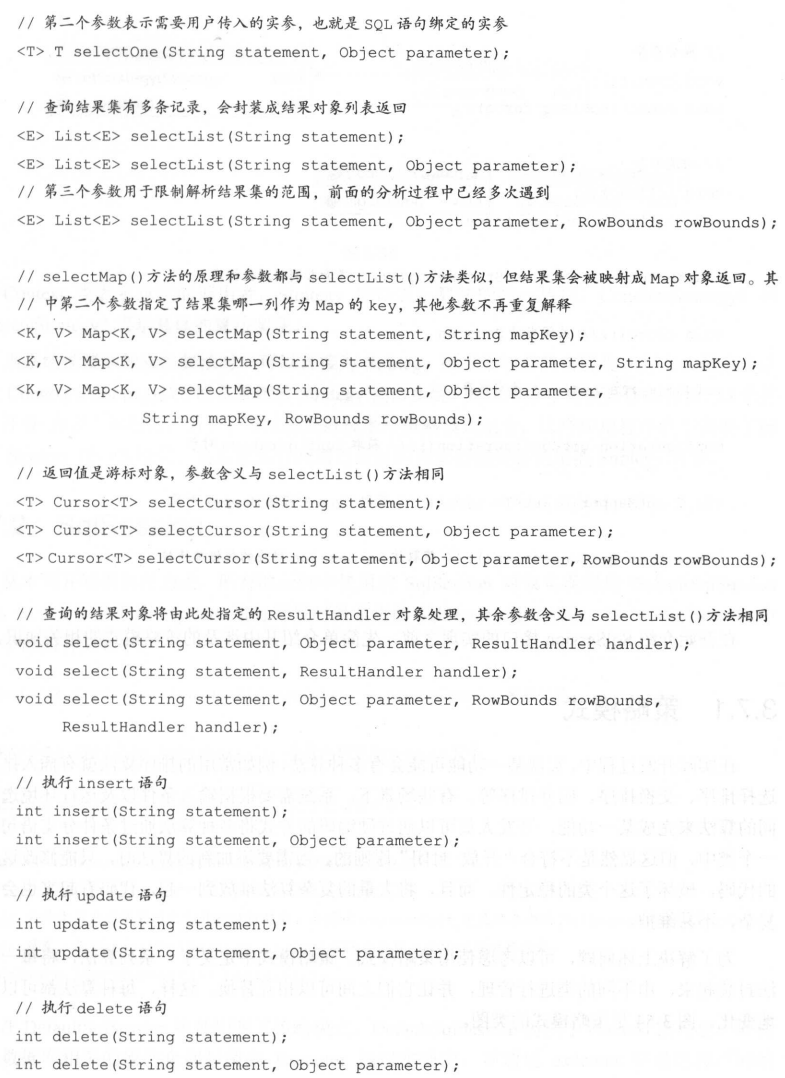 // 第二个参数表示需要用户传入的实参，也就是 SQL 语句绑定的实参
<T> T selectOne(String statement, Object parameter);
// 查询结果集有多条记录，会封装成结果对象列表返回
<E> List<E> selectList(String statement);
<E> List<E> selectList(String statement, Object parameter);
// 第三个参数用于限制解析结果集的范围，前面的分析过程中已经多次遇到
<E> List<E> selectList(String statement, Object parameter, RowBounds rowBounds);
// selectMap()方法的原理和参数都与 selectList()方法类似，但结果集会被映射成 Map 对象返回。其
// 中第二个参数指定了结果集哪一列作为 Map 的 key，其他参数不再重复解释
<K, V> Map<K, V> selectMap(String statement, String mapKey);
<K, V> Map<K, V> selectMap(String statement, Object parameter, String mapKey);
<K, V> Map<K, V> selectMap(String statement, Object parameter,
String mapKey, RowBounds rowBounds);
// 返回值是游标对象，参数含义与 selectList()方法相同
<T> Cursor<T> selectCursor(String statement);
<T> Cursor<T> selectCursor(String statement, Object parameter);
<T> Cursor<T> selectCursor(String statement, Object parameter, RowBounds rowBounds);
// 查询的结果对象将由此处指定的 ResultHandler 对象处理，其余参数含义与 selectList()方法相同
void select(String statement, Object parameter, ResultHandler handler);
void select(String statement, ResultHandler handler);
void select(String statement, Object parameter, RowBounds rowBounds,
ResultHandler handler);
// 执行 insert 语句
int insert(String statement);
int insert(String statement, Object parameter);
// 执行 update 语句
int update(String statement);
int update(String statement, Object parameter);
// 执行 delete 语句
int delete(String statement);
int delete(String statement, Object parameter);